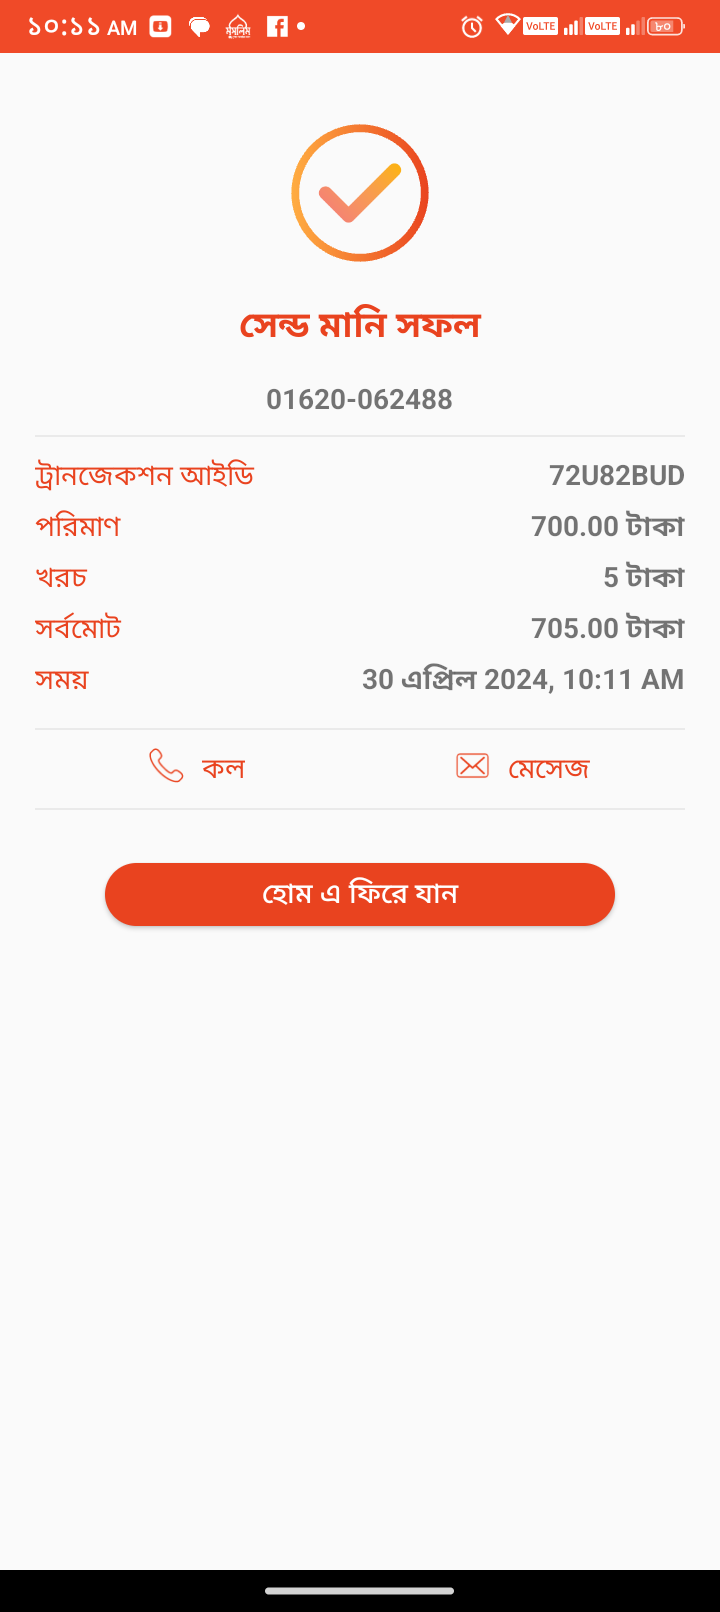 ১০:১১ AM VoLTE VoLTE ৮০
সেন্ড মানি সফল
01620-062488
ট্রানজেকশন আইডি 72U82BUD
পরিমাণ 700.00 টাকা
খরচ 5 টাকা
সর্বমোট 705.00 টাকা
সময় 30 এপ্রিল 2024, 10:11 AM
কল মেসেজ
হোম এ ফিরে যান